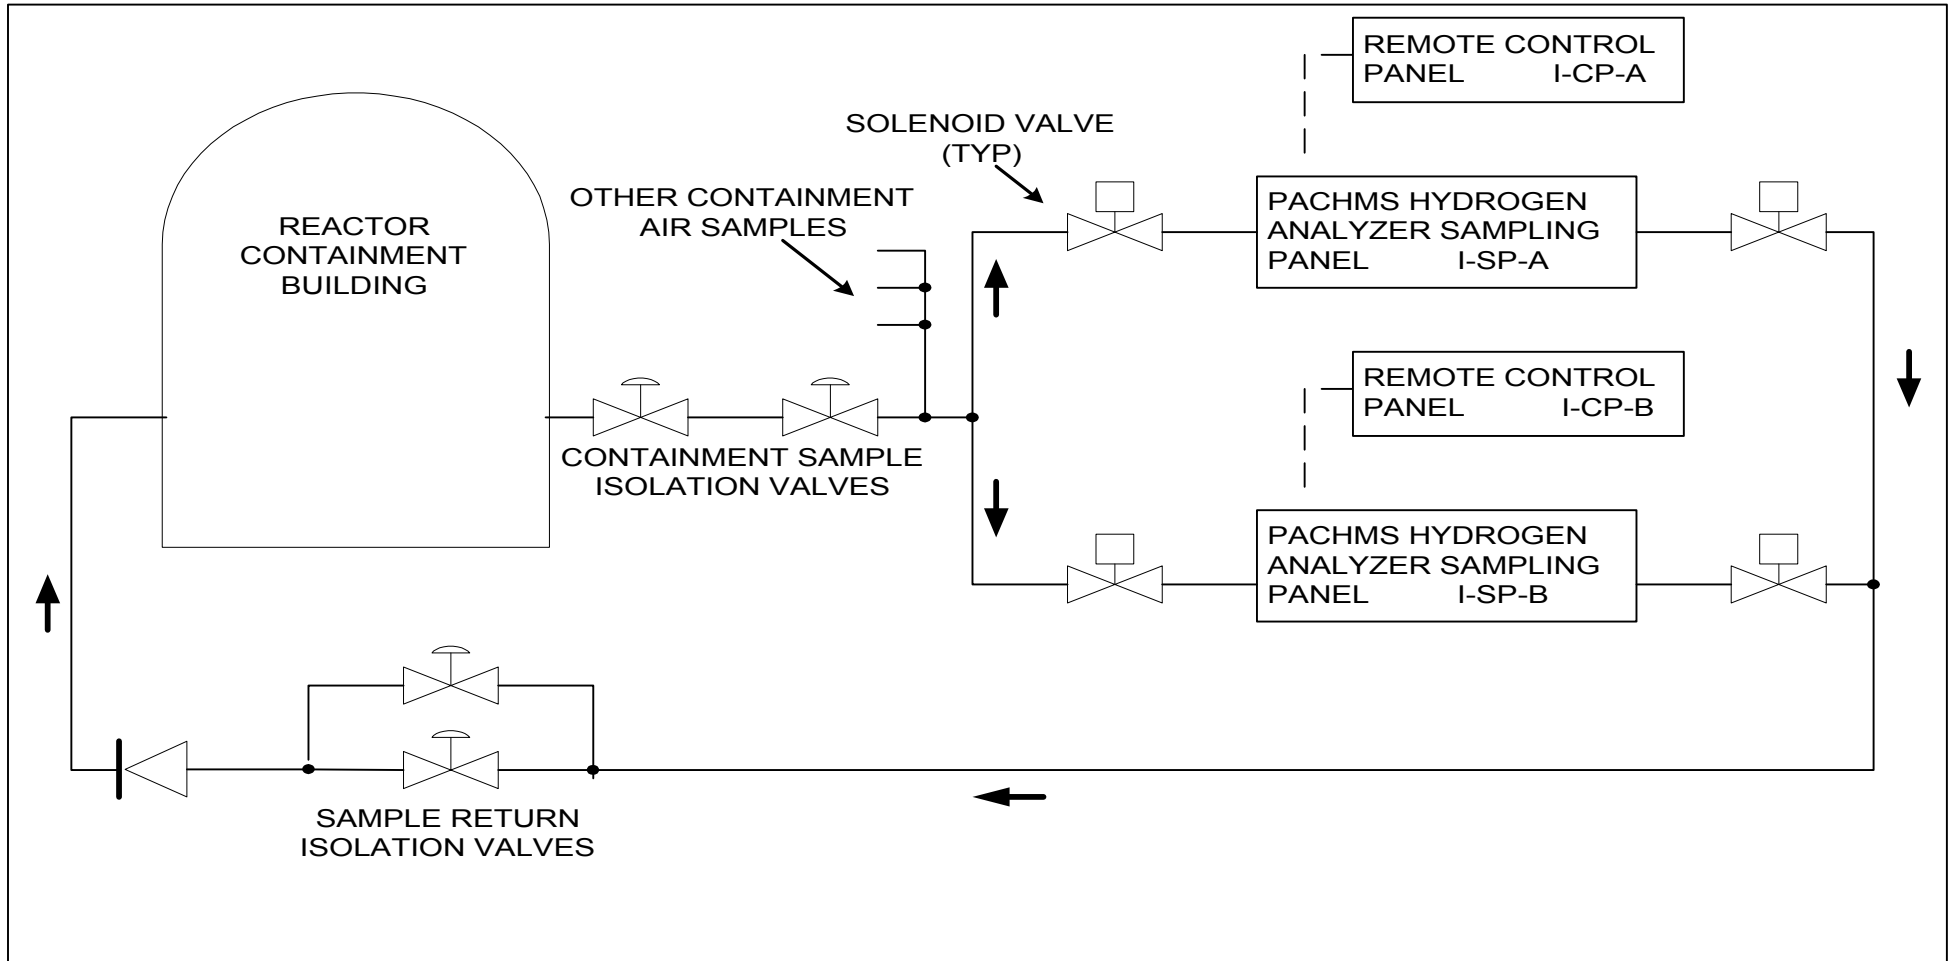 REMOTE CONTROL
PANEL I-CP-A
SOLENOID VALVE
(TYP)
OTHER CONTAINMENT
AIR SAMPLES
PACHMS HYDROGEN
ANALYZER SAMPLING
PANEL I-SP-A
REACTOR
CONTAINMENT
BUILDING
REMOTE CONTROL
PANEL I-CP-B
CONTAINMENT SAMPLE
ISOLATION VALVES
PACHMS HYDROGEN
ANALYZER SAMPLING
PANEL I-SP-B
SAMPLE RETURN
ISOLATION VALVES